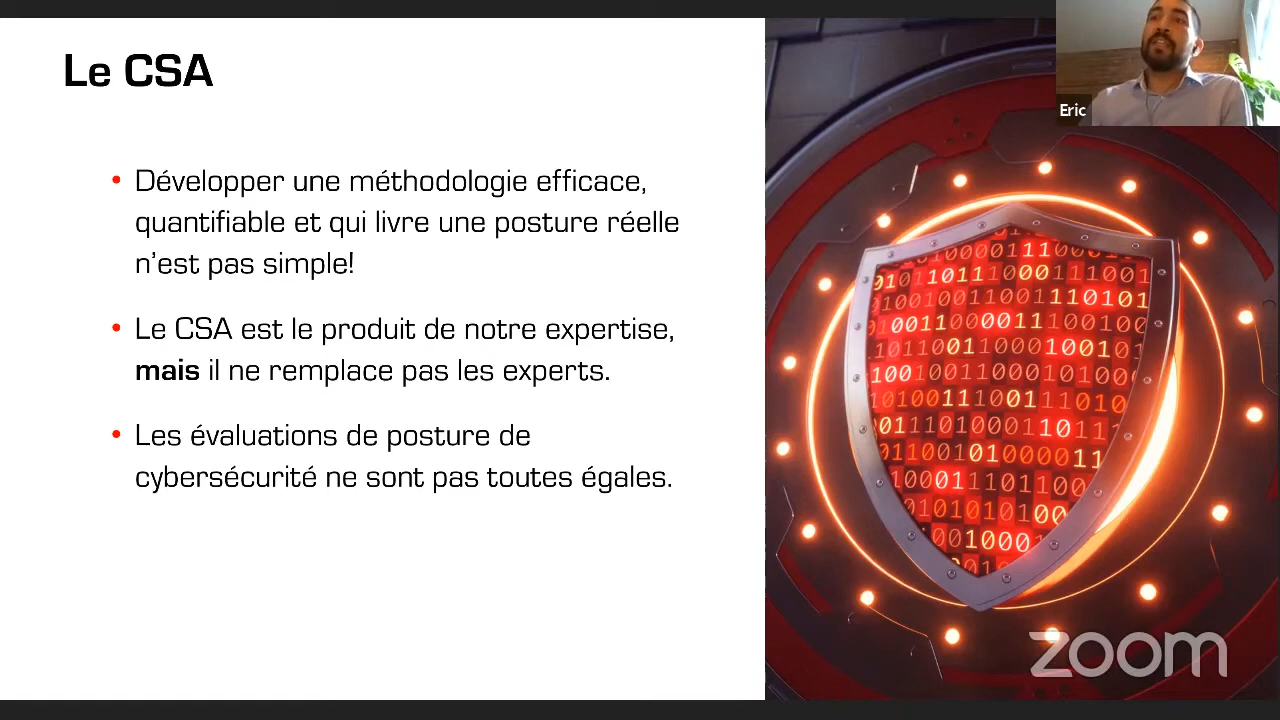 Le CSA
• Développer une méthodologie efficace,
quantifiable et qui livre une posture réelle
n’est pas simple!
• Le CSA est le produit de notre expertise,
mais il ne remplace pas les experts.
• Les évaluations de posture de
cybersécurité ne sont pas toutes égales.
Eric
zoom